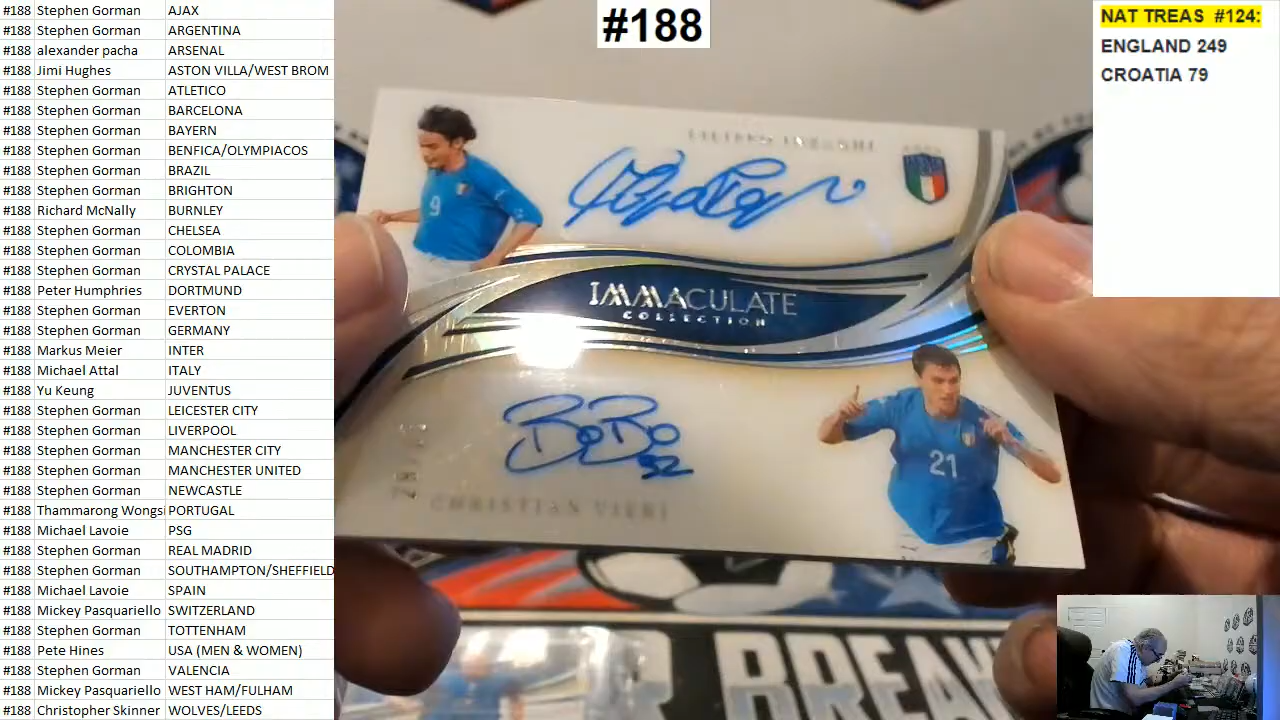 #188 Stephen Gorman AJAX
#188 Stephen Gorman ARGENTINA
#188 alexander pacha ARSENAL
#188 Jimi Hughes ASTON VILLA/WEST BROM
#188 Stephen Gorman ATLETICO
#188 Stephen Gorman BARCELONA
#188 Stephen Gorman BAYERN
#188 Stephen Gorman BENFICA/OLYMPIACOS
#188 Stephen Gorman BRAZIL
#188 Stephen Gorman BRIGHTON
#188 Richard McNally BURNLEY
#188 Stephen Gorman CHELSEA
#188 Stephen Gorman COLOMBIA
#188 Stephen Gorman CRYSTAL PALACE
#188 Peter Humphries DORTMUND
#188 Stephen Gorman EVERTON
#188 Stephen Gorman GERMANY
#188 Markus Meier INTER
#188 Michael Attal ITALY
#188 Yu Keung JUVENTUS
#188 Stephen Gorman LEICESTER CITY
#188 Stephen Gorman LIVERPOOL
#188 Stephen Gorman MANCHESTER CITY
#188 Stephen Gorman MANCHESTER UNITED
#188 Stephen Gorman NEWCASTLE
#188 Thammarong Wongsi PORTUGAL
#188 Michael Lavoie PSG
#188 Stephen Gorman REAL MADRID
#188 Stephen Gorman SOUTHAMPTON/SHEFFIELD
#188 Michael Lavoie SPAIN
#188 Mickey Pasquariello SWITZERLAND
#188 Stephen Gorman TOTTENHAM
#188 Pete Hines USA (MEN & WOMEN)
#188 Stephen Gorman VALENCIA
#188 Mickey Pasquariello WEST HAM/FULHAM
#188 Christopher Skinner WOLVES/LEEDS
#188
NAT TREAS #124:
ENGLAND 249
CROATIA 79
ITALIA
9
IMMACULATE
COLLECTION
BoBo
32
21
CHRISTIAN VIERI
BREAK